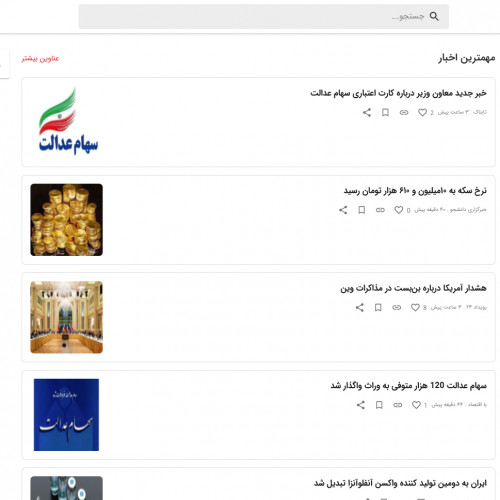 جستجو...
مهمترین اخبار
عناوین بیشتر
خبر جدید معاون وزیر درباره کارت اعتباری سهام عدالت
تابناک . ۳ ساعت پیش 2
سهام عدالت
نرخ سکه به ۱۰میلیون و ۶۱۰ هزار تومان رسید
خبرگزاری دانشجو . ۴۰ دقیقه پیش 0
هشدار آمریکا درباره بن‌بست در مذاکرات وین
رویداد ۲۴ . ۳ ساعت پیش 8
سهام عدالت 120 هزار متوفی به وراث واگذار شد
با اقتصاد . ۴۴ دقیقه پیش 1
سهام عدالت
ایران به دومین تولید کننده واکسن آنفلوآنزا تبدیل شد